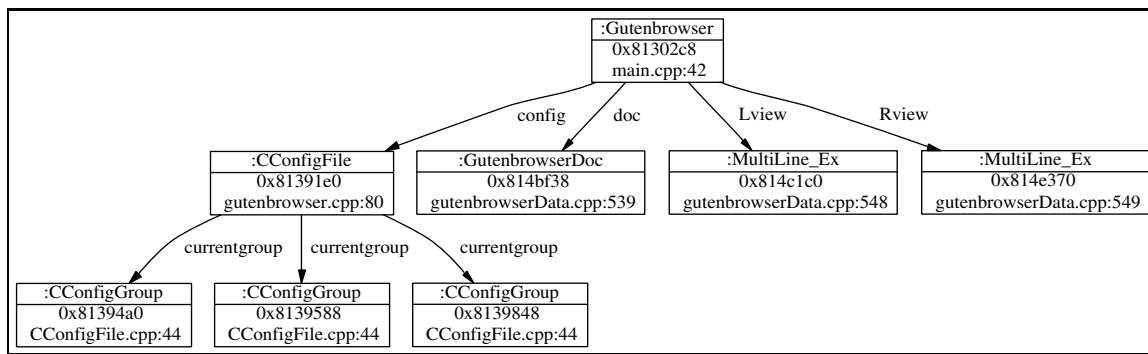 :Gutenbrowser
0x81302c8
main.cpp:42
config
doc
Lview
Rview
:CConfigFile
0x81391e0
gutenbrowser.cpp:80
:GutenbrowserDoc
0x814bf38
gutenbrowserData.cpp:539
:MultiLine_Ex
0x814c1c0
gutenbrowserData.cpp:548
:MultiLine_Ex
0x814e370
gutenbrowserData.cpp:549
currentgroup
currentgroup
currentgroup
:CConfigGroup
0x81394a0
CConfigFile.cpp:44
:CConfigGroup
0x8139588
CConfigFile.cpp:44
:CConfigGroup
0x8139848
CConfigFile.cpp:44